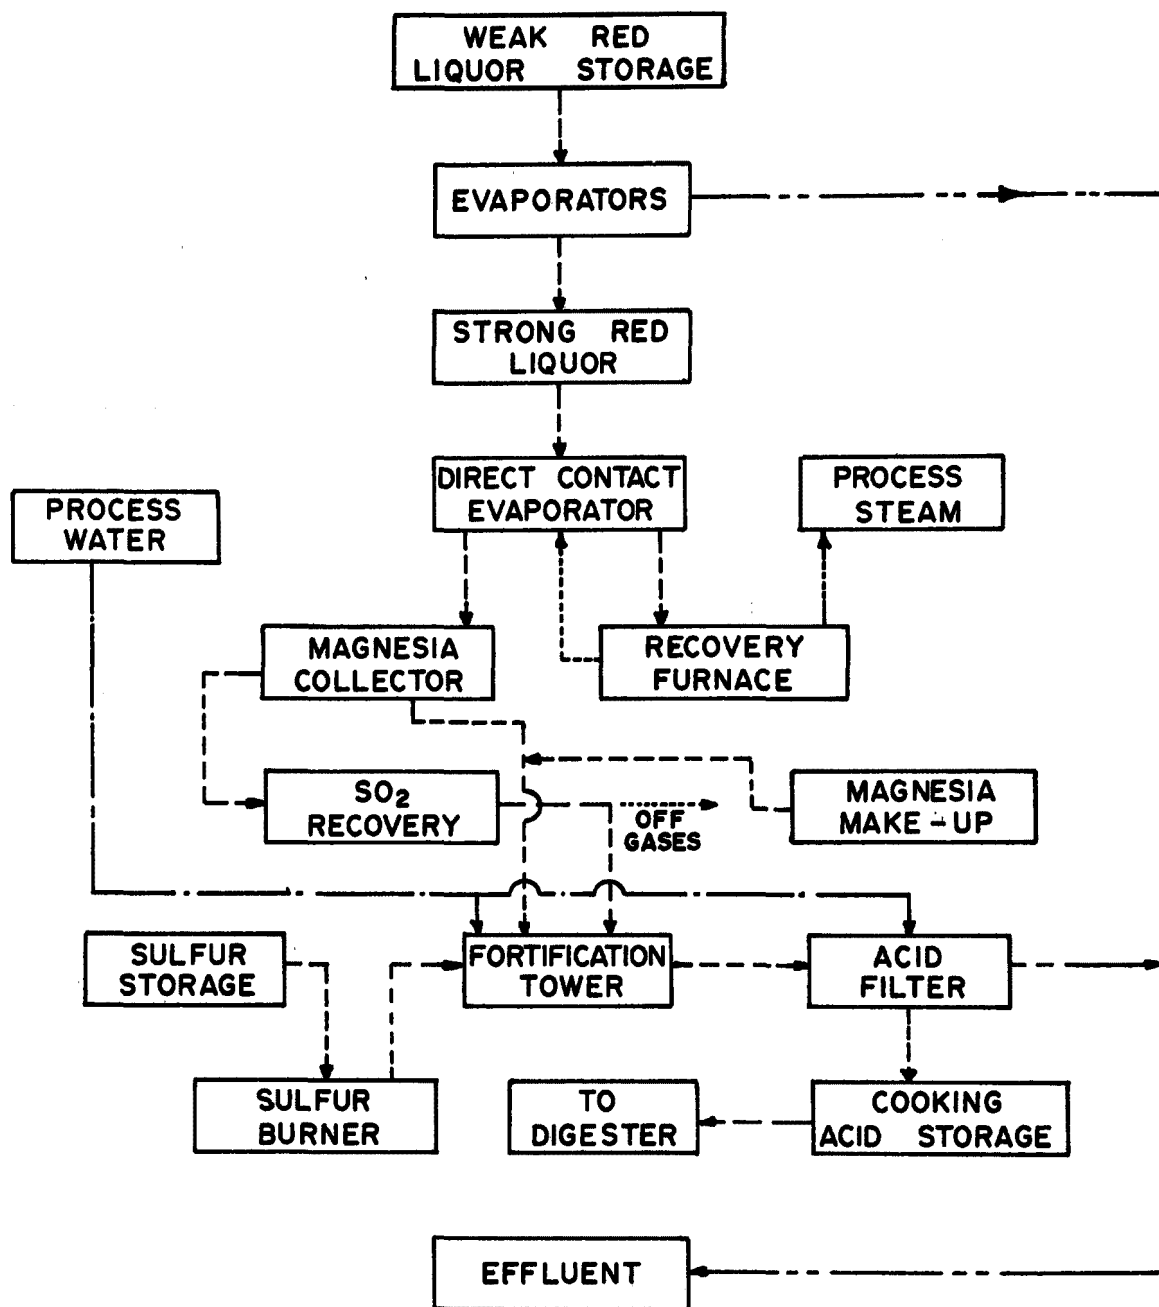 WEAK RED
LIQUOR STORAGE
EVAPORATORS
STRONG RED
LIQUOR
DIRECT CONTACT
EVAPORATOR
PROCESS
STEAM
PROCESS
WATER
MAGNESIA
COLLECTOR
RECOVERY
FURNACE
SO₂
RECOVERY
OFF
GASES
MAGNESIA
MAKE-UP
SULFUR
STORAGE
FORTIFICATION
TOWER
ACID
FILTER
SULFUR
BURNER
TO
DIGESTER
COOKING
ACID STORAGE
EFFLUENT